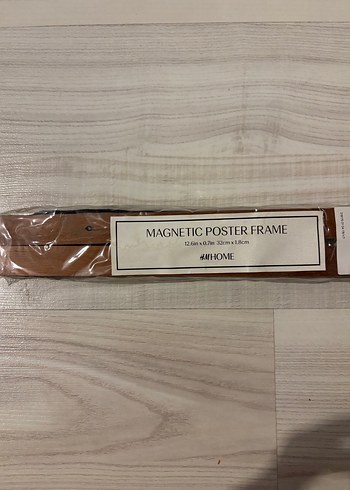 MAGNETIC POSTER FRAME
12.6in x 0.7in 32cm x 1.8cm
H&M HOME